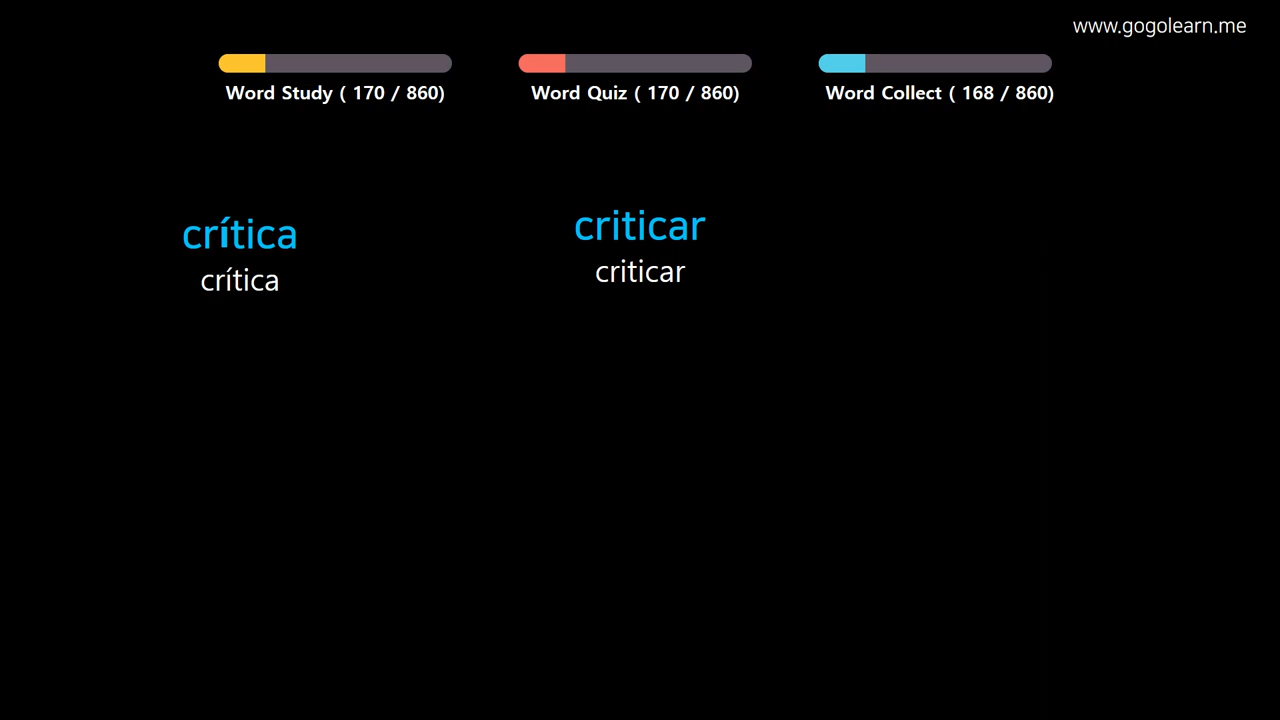 www.gogolearn.me
Word Study ( 170 / 860)
Word Quiz ( 170 / 860)
Word Collect ( 168 / 860)
crítica
crítica
criticar
criticar